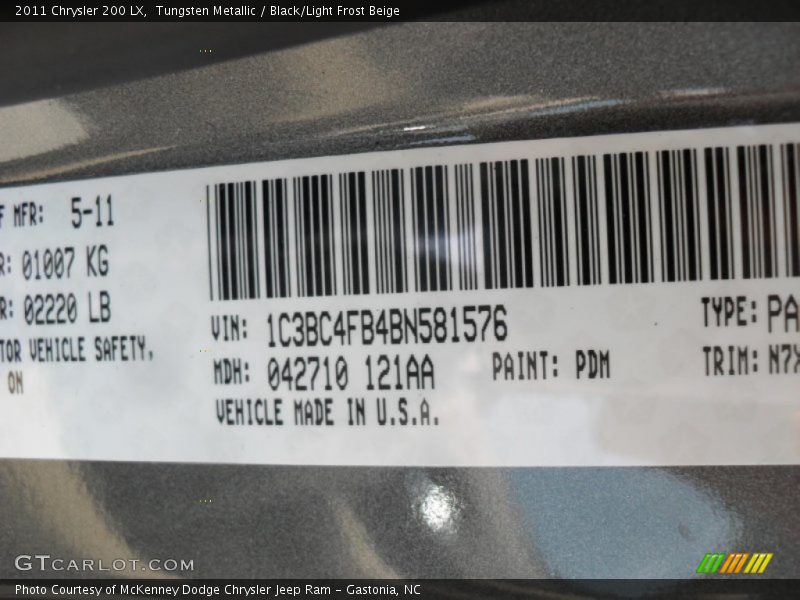 2011 Chrysler 200 LX,  Tungsten Metallic / Black/Light Frost Beige
F MFR: 5-11
R: 01007 KG
R: 02220 LB
TOR VEHICLE SAFETY,
ON
VIN: 1C3BC4FB4BN581576
MDH: 042710 121AA
PAINT: PDM
VEHICLE MADE IN U.S.A.
TYPE: PA
TRIM: N7X
GTCARLOT.COM
Photo Courtesy of McKenney Dodge Chrysler Jeep Ram - Gastonia, NC